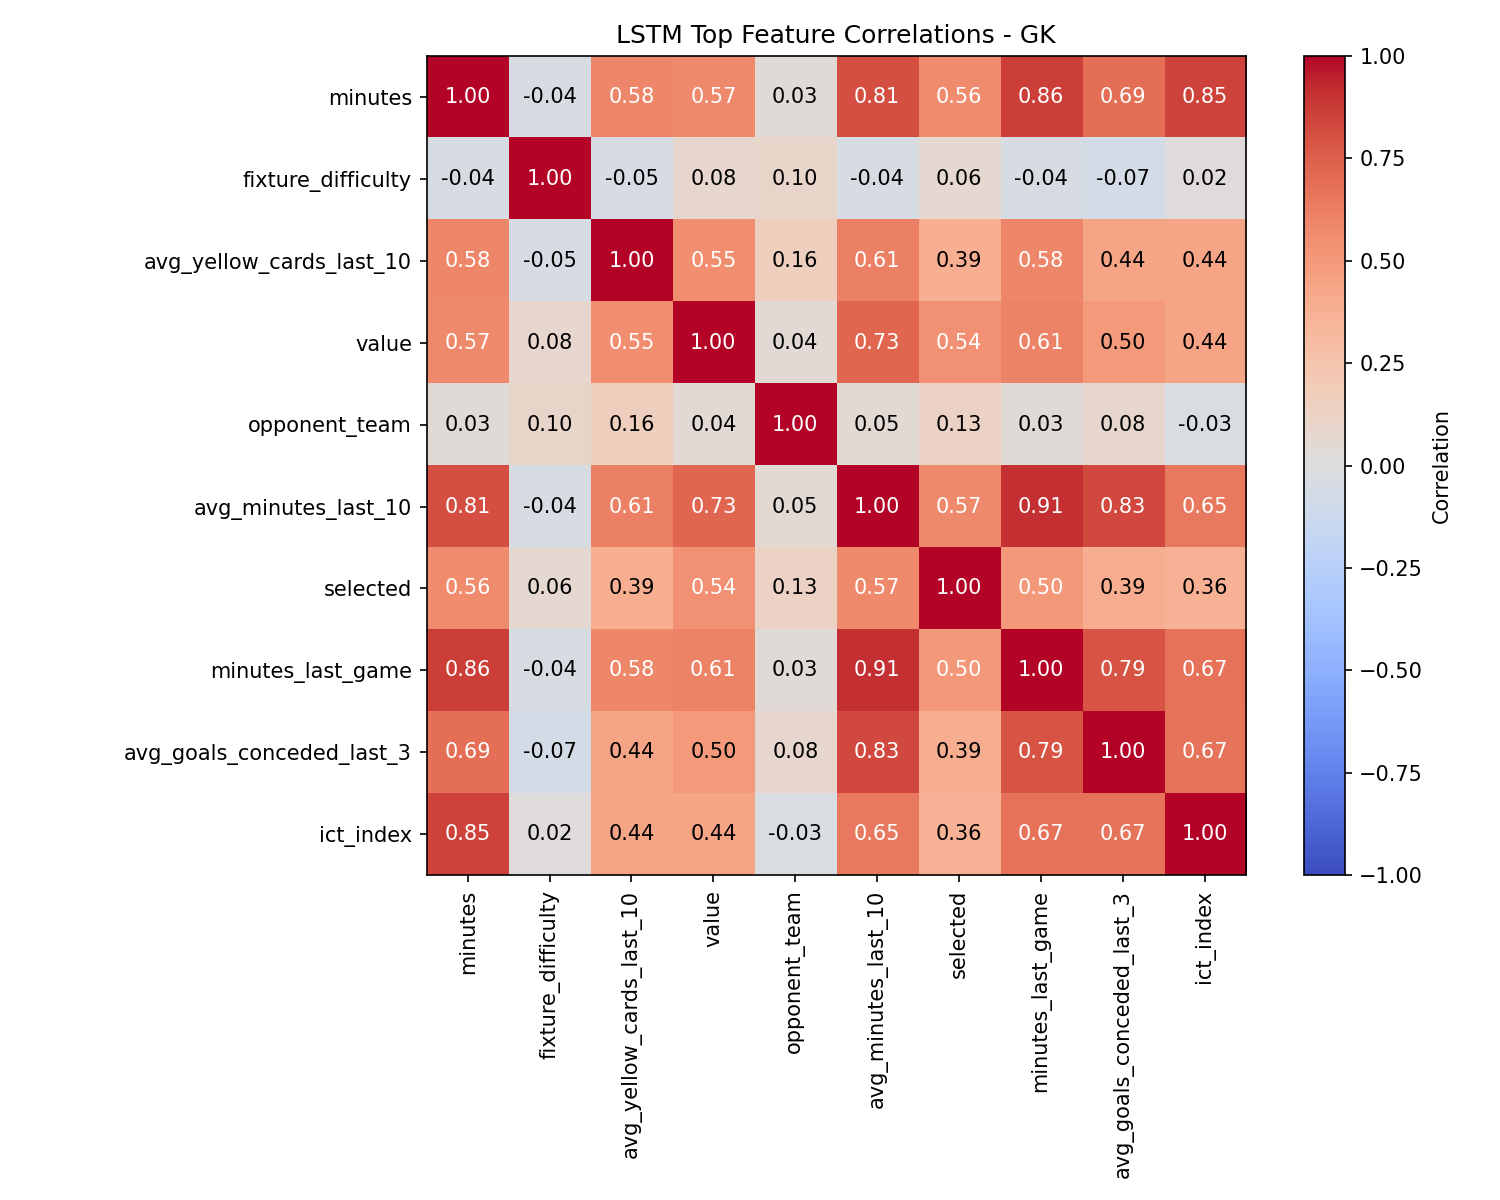 LSTM Top Feature Correlations - GK
minutes 1.00 -0.04 0.58 0.57 0.03 0.81 0.56 0.86 0.69 0.85
fixture_difficulty -0.04 1.00 -0.05 0.08 0.10 -0.04 0.06 -0.04 -0.07 0.02
avg_yellow_cards_last_10 0.58 -0.05 1.00 0.55 0.16 0.61 0.39 0.58 0.44 0.44
value 0.57 0.08 0.55 1.00 0.04 0.73 0.54 0.61 0.50 0.44
opponent_team 0.03 0.10 0.16 0.04 1.00 0.05 0.13 0.03 0.08 -0.03
avg_minutes_last_10 0.81 -0.04 0.61 0.73 0.05 1.00 0.57 0.91 0.83 0.65
selected 0.56 0.06 0.39 0.54 0.13 0.57 1.00 0.50 0.39 0.36
minutes_last_game 0.86 -0.04 0.58 0.61 0.03 0.91 0.50 1.00 0.79 0.67
avg_goals_conceded_last_3 0.69 -0.07 0.44 0.50 0.08 0.83 0.39 0.79 1.00 0.67
ict_index 0.85 0.02 0.44 0.44 -0.03 0.65 0.36 0.67 0.67 1.00
minutes
fixture_difficulty
avg_yellow_cards_last_10
value
opponent_team
avg_minutes_last_10
selected
minutes_last_game
avg_goals_conceded_last_3
ict_index
1.00
0.75
0.50
0.25
0.00
−0.25
−0.50
−0.75
−1.00
Correlation